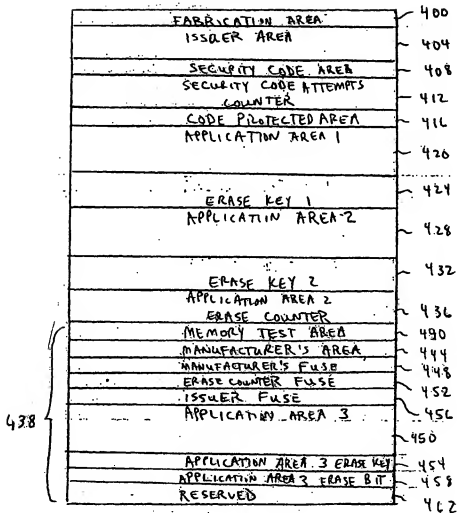 FABRICATION AREA 400
ISSUER AREA 404
SECURITY CODE AREA 408
SECURITY CODE ATTEMPTS
COUNTER 412
CODE PROTECTED AREA 416
APPLICATION AREA 1
420
424
ERASE KEY 1
APPLICATION AREA 2
428
432
ERASE KEY 2
APPLICATION AREA 2
ERASE COUNTER 436
MEMORY TEST AREA 490
MANUFACTURER'S AREA 444
MANUFACTURER'S FUSE 448
ERASE COUNTER FUSE 452
ISSUER FUSE 456
APPLICATION AREA 3
438
450
APPLICATION AREA 3 ERASE KEY 454
APPLICATION AREA 3 ERASE BIT 458
RESERVED 462